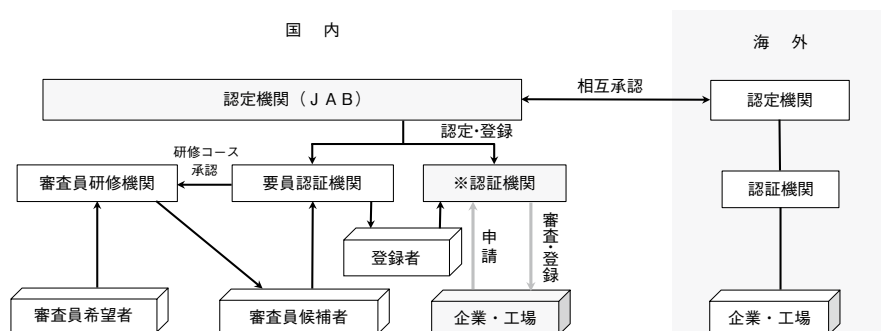 国　内
海　外
認定機関（ＪＡＢ）
相互承認
認定機関
認定・登録
研修コース
承認
審査員研修機関
要員認証機関
※認証機関
認証機関
登録者
申請
審査・登録
審査員希望者
審査員候補者
企業・工場
企業・工場